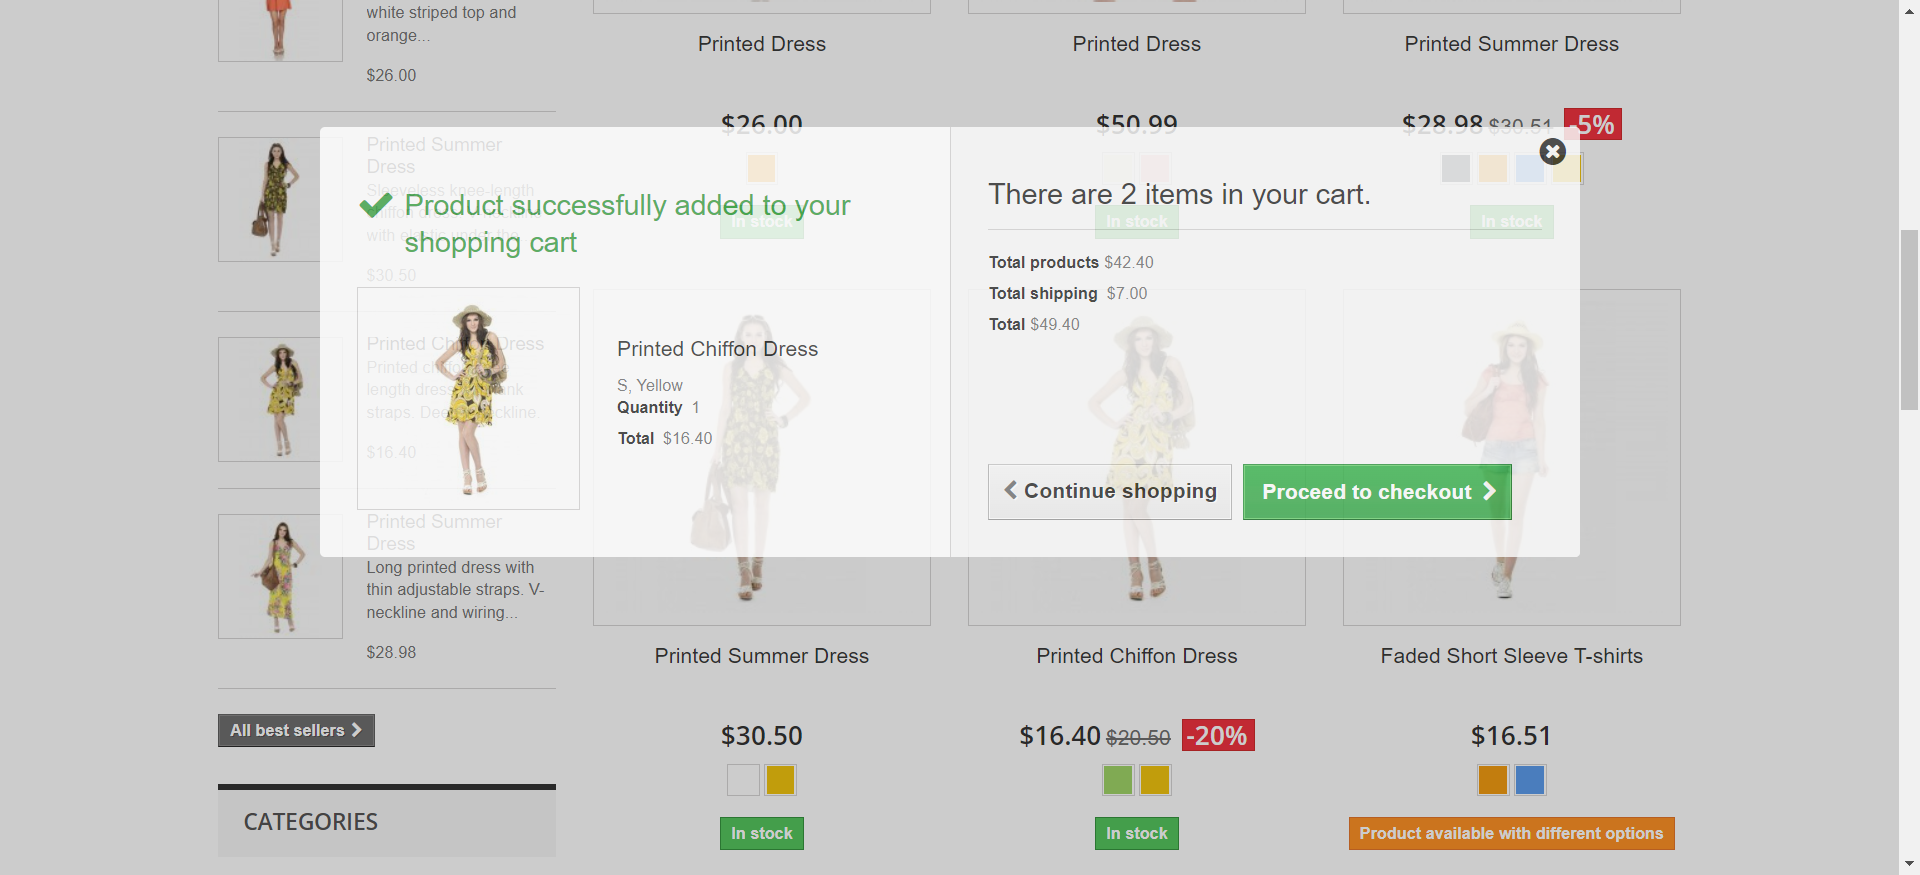 white striped top and
orange...
$26.00
Printed Summer
Dress
Sleeveless knee-length
chiffon dress. V-neckline
with elastic under the
$30.50
Printed Chiffon Dress
Printed chiffon
length dress tank
straps. Deep neckline
$16.40
Printed Summer
Dress
Long printed dress with
thin adjustable straps. V-
neckline and wiring...
$28.98
All best sellers
CATEGORIES
Printed Dress
$26.00
In stock
Printed Dress
$50.99
In stock
Printed Summer Dress
$28.98 $30.51 -5%
In stock
Product successfully added to your
shopping cart
Printed Chiffon Dress
S, Yellow
Quantity 1
Total $16.40
There are 2 items in your cart.
Total products $42.40
Total shipping $7.00
Total $49.40
Continue shopping
Proceed to checkout
Printed Summer Dress
$30.50
In stock
Printed Chiffon Dress
$16.40 $20.50 -20%
In stock
Faded Short Sleeve T-shirts
$16.51
Product available with different options